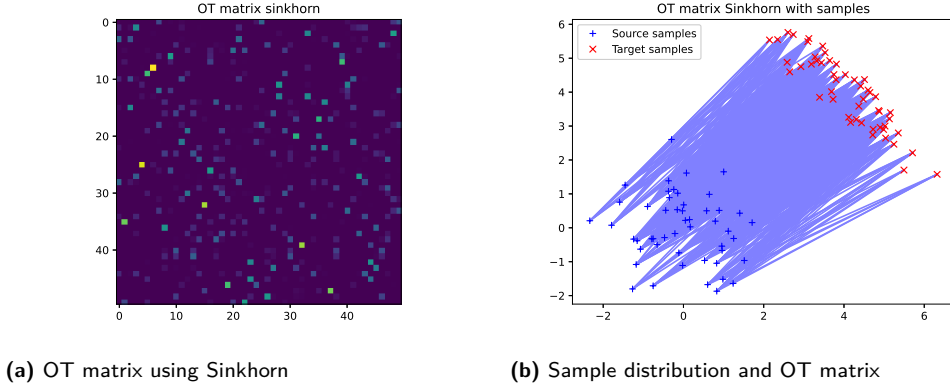 OT matrix sinkhorn
0
10
20
30
40
0 10 20 30 40
OT matrix Sinkhorn with samples
Source samples
Target samples
6
5
4
3
2
1
0
−1
−2
−2 0 2 4 6
(a) OT matrix using Sinkhorn
(b) Sample distribution and OT matrix